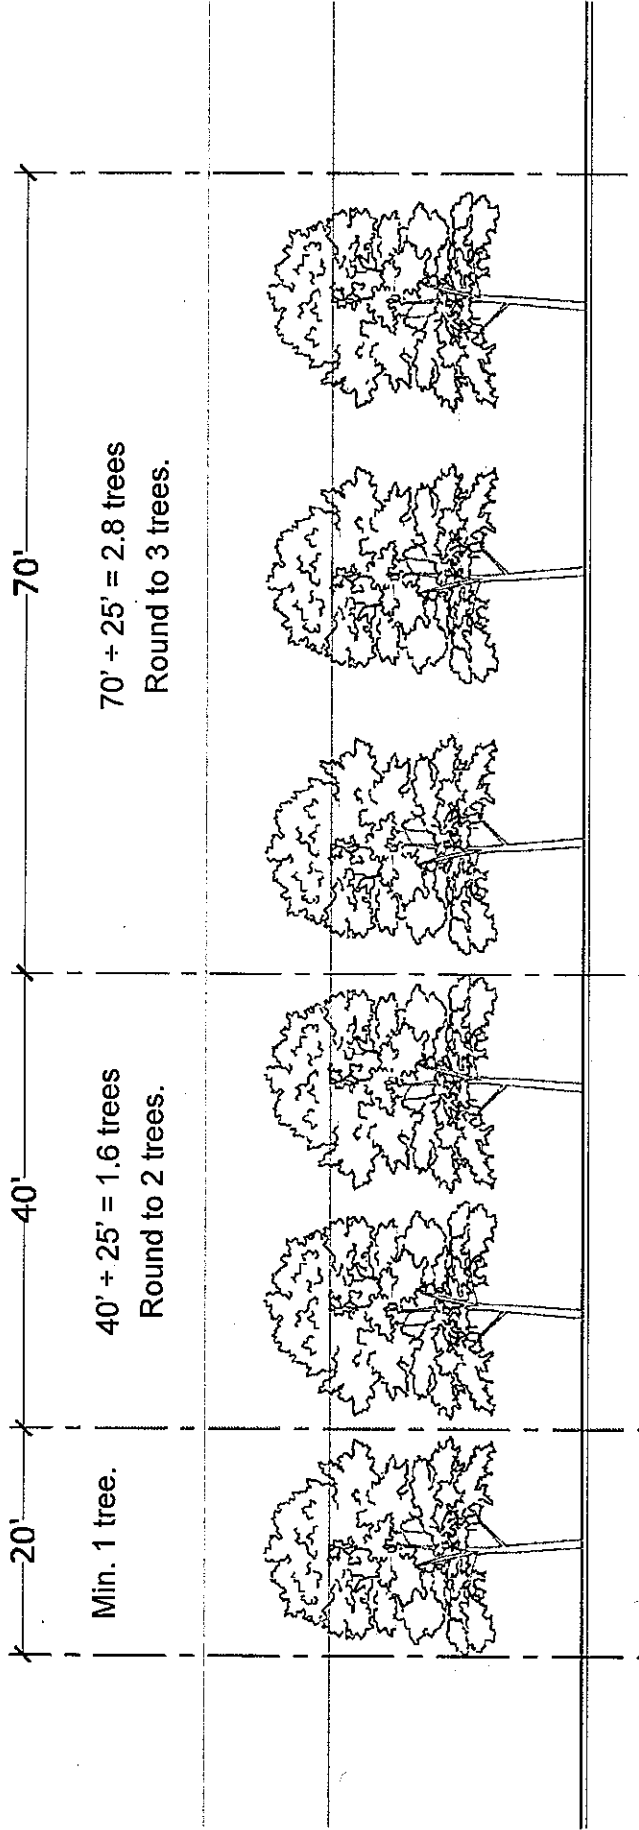 20' 40' 70'
Min. 1 tree.
40' ÷ 25' = 1.6 trees
Round to 2 trees.
70' ÷ 25' = 2.8 trees
Round to 3 trees.